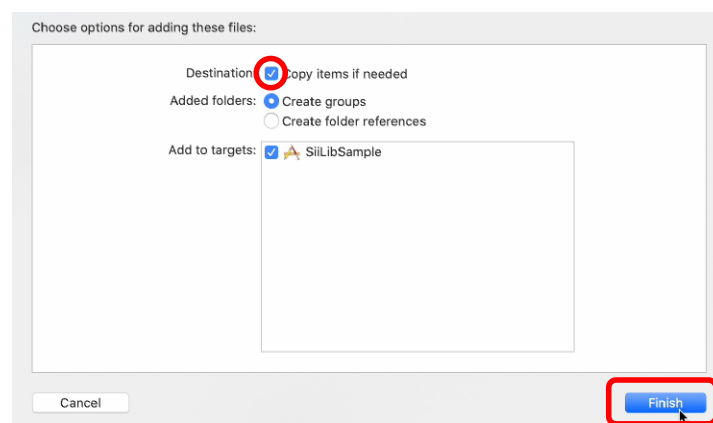 Choose options for adding these files:
Destination: Copy items if needed
Added folders: Create groups
Create folder references
Add to targets: SiiLibSample
Cancel
Finish